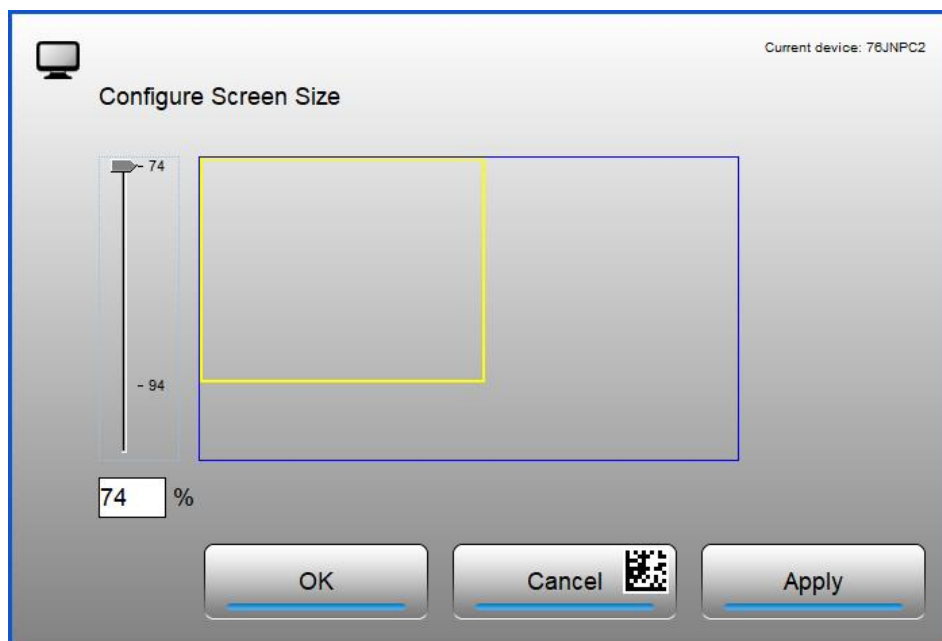 Current device: 76JNPC2
Configure Screen Size
- 74
- 94
74 %
OK
Cancel
Apply